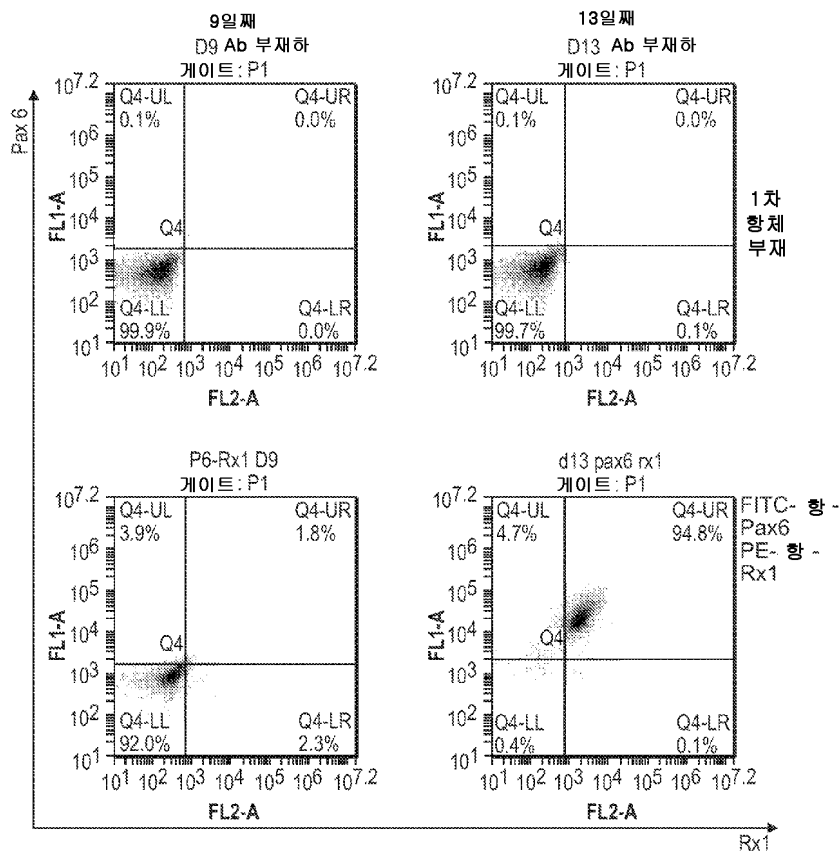 9일째
D9 Ab 부재하
게이트: P1
Pax 6
FL1-A
10^7.2
10^6
10^5
10^4
10^3
10^2
10^1
Q4-UL
0.1%
Q4-UR
0.0%
Q4
Q4-LL
99.9%
Q4-LR
0.0%
10^1 10^2 10^3 10^4 10^5 10^6 10^7.2
FL2-A
13일째
D13 Ab 부재하
게이트: P1
FL1-A
10^7.2
10^6
10^5
10^4
10^3
10^2
10^1
Q4-UL
0.1%
Q4-UR
0.0%
Q4
Q4-LL
99.7%
Q4-LR
0.1%
10^1 10^2 10^3 10^4 10^5 10^6 10^7.2
FL2-A
1차
항체
부재
P6-Rx1 D9
게이트: P1
FL1-A
10^7.2
10^6
10^5
10^4
10^3
10^2
10^1
Q4-UL
3.9%
Q4-UR
1.8%
Q4
Q4-LL
92.0%
Q4-LR
2.3%
10^1 10^2 10^3 10^4 10^5 10^6 10^7.2
FL2-A
d13 pax6 rx1
게이트: P1
FL1-A
10^7.2
10^6
10^5
10^4
10^3
10^2
10^1
Q4-UL
4.7%
Q4-UR
94.8%
Q4
Q4-LL
0.4%
Q4-LR
0.1%
10^1 10^2 10^3 10^4 10^5 10^6 10^7.2
FL2-A
FITC- 항 -
Pax6
PE- 항 -
Rx1
Rx1